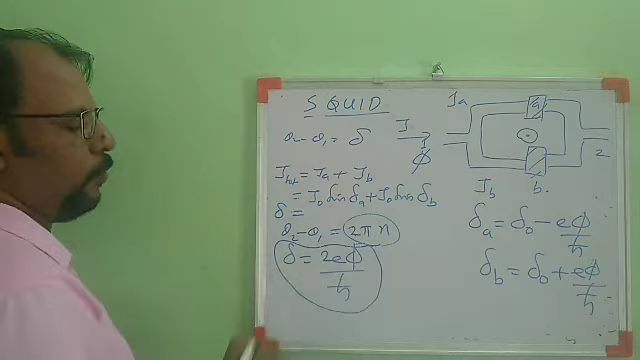 SQUID
θ₂-θ₁ = δ
J_tot = J_a + J_b
= J₀ sin δ_a + J₀ sin δ_b
δ =
θ₂-θ₁ = 2πn
δ = 2eϕ/ħ
J
ϕ
J_a
a
J_b
b.
2
δ_a = δ₀ - eϕ/ħ
δ_b = δ₀ + eϕ/ħ